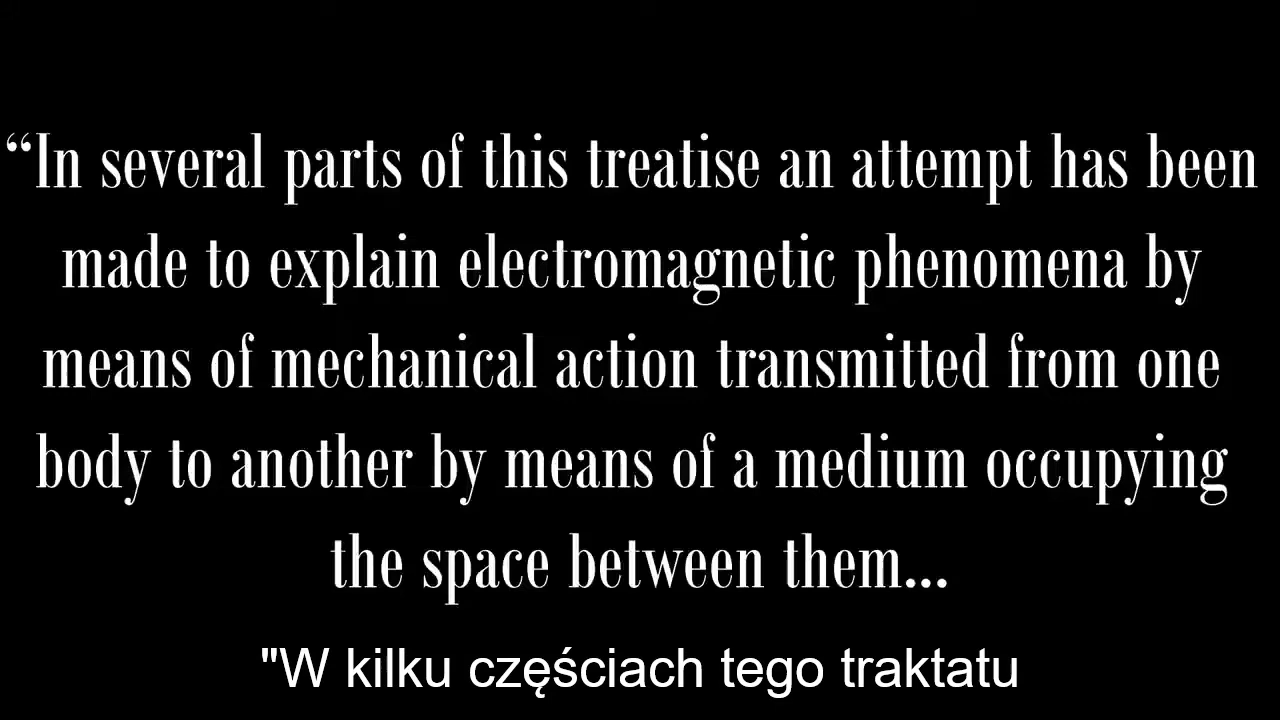 “In several parts of this treatise an attempt has been
made to explain electromagnetic phenomena by
means of mechanical action transmitted from one
body to another by means of a medium occupying
the space between them...
"W kilku częściach tego traktatu